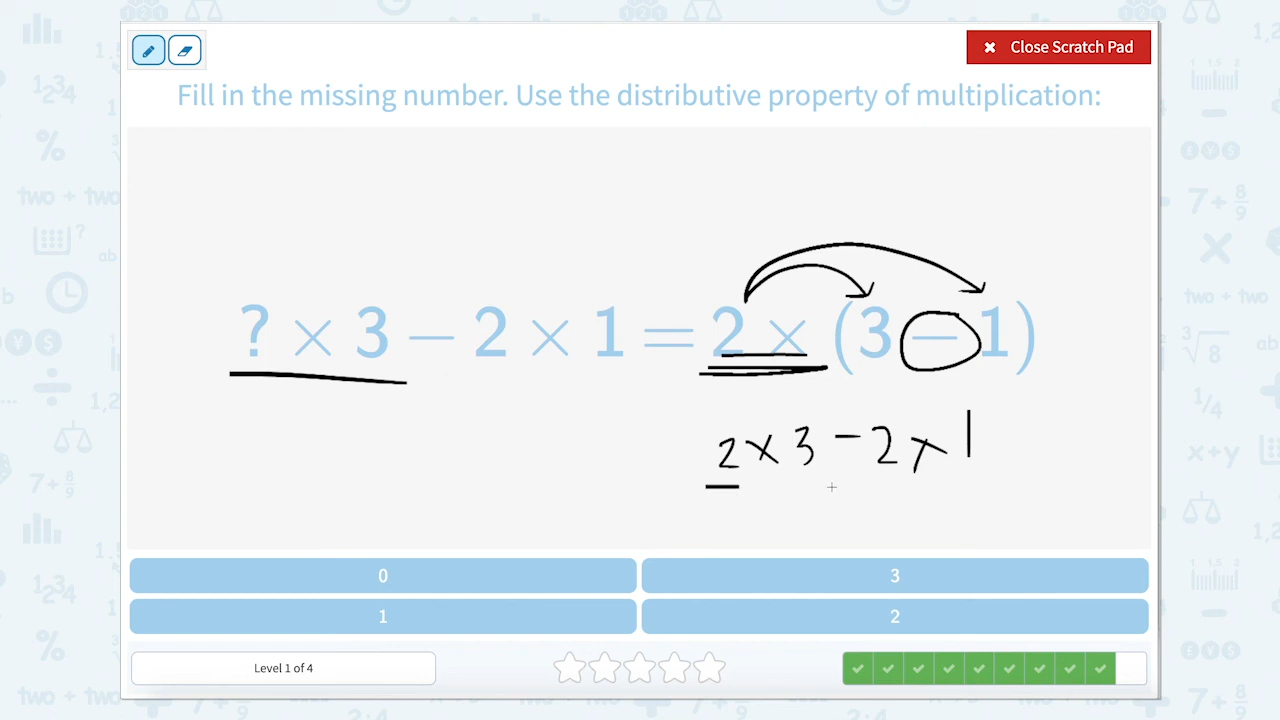 Close Scratch Pad
Fill in the missing number. Use the distributive property of multiplication:
? × 3 − 2 × 1 = 2 × (3 − 1)
2 × 3 − 2 × 1
0
3
1
2
Level 1 of 4